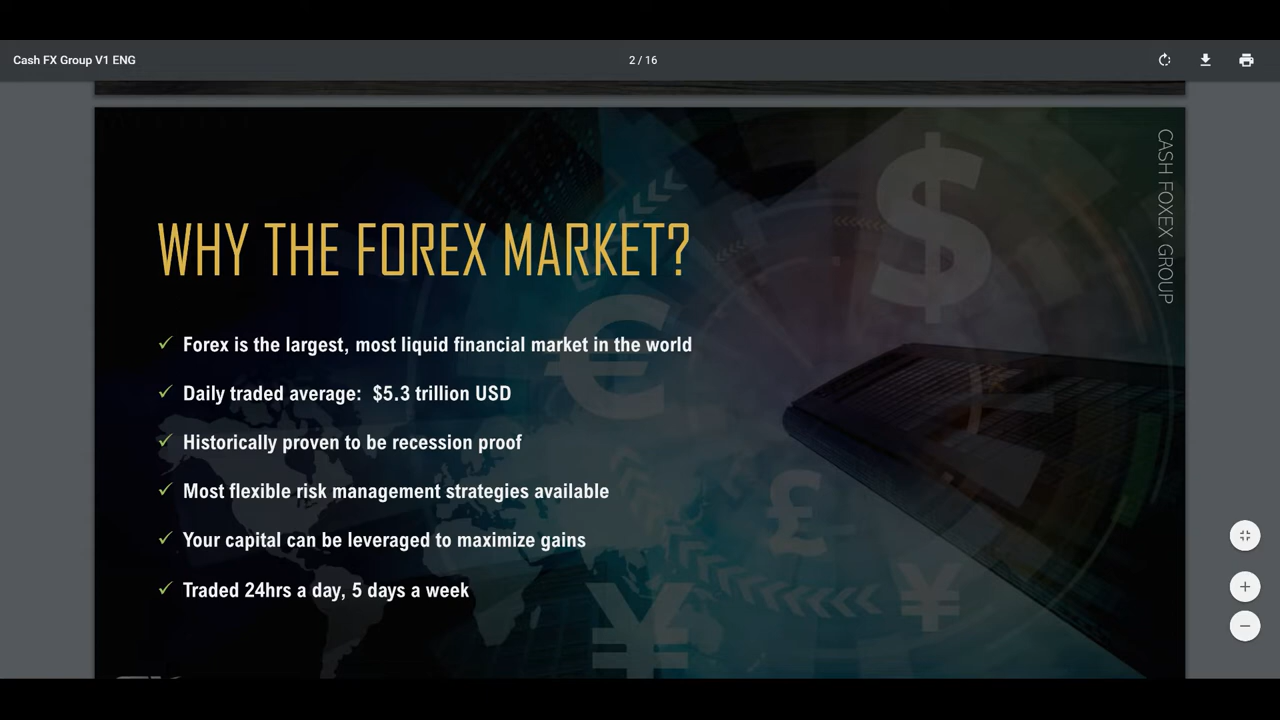 Cash FX Group V1 ENG
2 / 16
CASH FOXEX GROUP
WHY THE FOREX MARKET?
Forex is the largest, most liquid financial market in the world
Daily traded average: $5.3 trillion USD
Historically proven to be recession proof
Most flexible risk management strategies available
Your capital can be leveraged to maximize gains
Traded 24hrs a day, 5 days a week